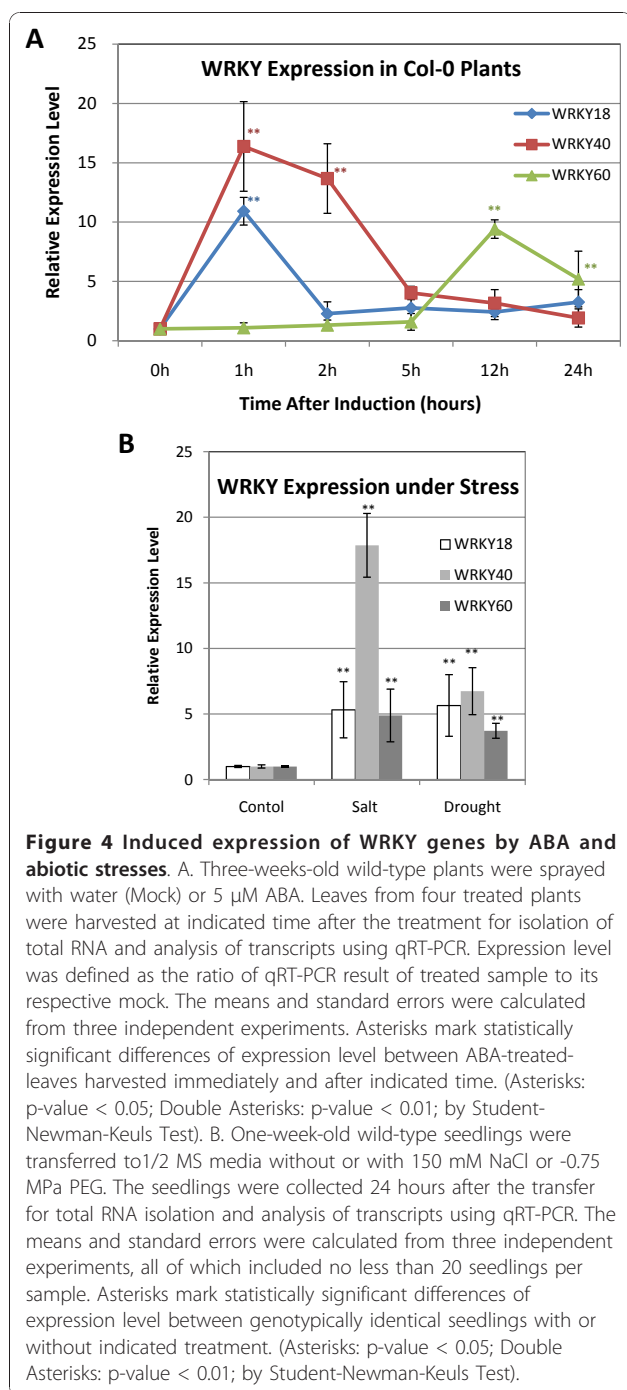 A
WRKY Expression in Col-0 Plants
25
20
15
10
5
0
Relative Expression Level
WRKY18
WRKY40
WRKY60
**
**
**
**
**
0h 1h 2h 5h 12h 24h
Time After Induction (hours)
B
WRKY Expression under Stress
25
20
15
10
5
0
Relative Expression Level
WRKY18
WRKY40
WRKY60
**
**
**
**
**
**
Contol Salt Drought
Figure 4 Induced expression of WRKY genes by ABA and
abiotic stresses. A. Three-weeks-old wild-type plants were sprayed
with water (Mock) or 5 μM ABA. Leaves from four treated plants
were harvested at indicated time after the treatment for isolation of
total RNA and analysis of transcripts using qRT-PCR. Expression level
was defined as the ratio of qRT-PCR result of treated sample to its
respective mock. The means and standard errors were calculated
from three independent experiments. Asterisks mark statistically
significant differences of expression level between ABA-treated-
leaves harvested immediately and after indicated time. (Asterisks:
p-value < 0.05; Double Asterisks: p-value < 0.01; by Student-
Newman-Keuls Test). B. One-week-old wild-type seedlings were
transferred to1/2 MS media without or with 150 mM NaCl or -0.75
MPa PEG. The seedlings were collected 24 hours after the transfer
for total RNA isolation and analysis of transcripts using qRT-PCR. The
means and standard errors were calculated from three independent
experiments, all of which included no less than 20 seedlings per
sample. Asterisks mark statistically significant differences of
expression level between genotypically identical seedlings with or
without indicated treatment. (Asterisks: p-value < 0.05; Double
Asterisks: p-value < 0.01; by Student-Newman-Keuls Test).